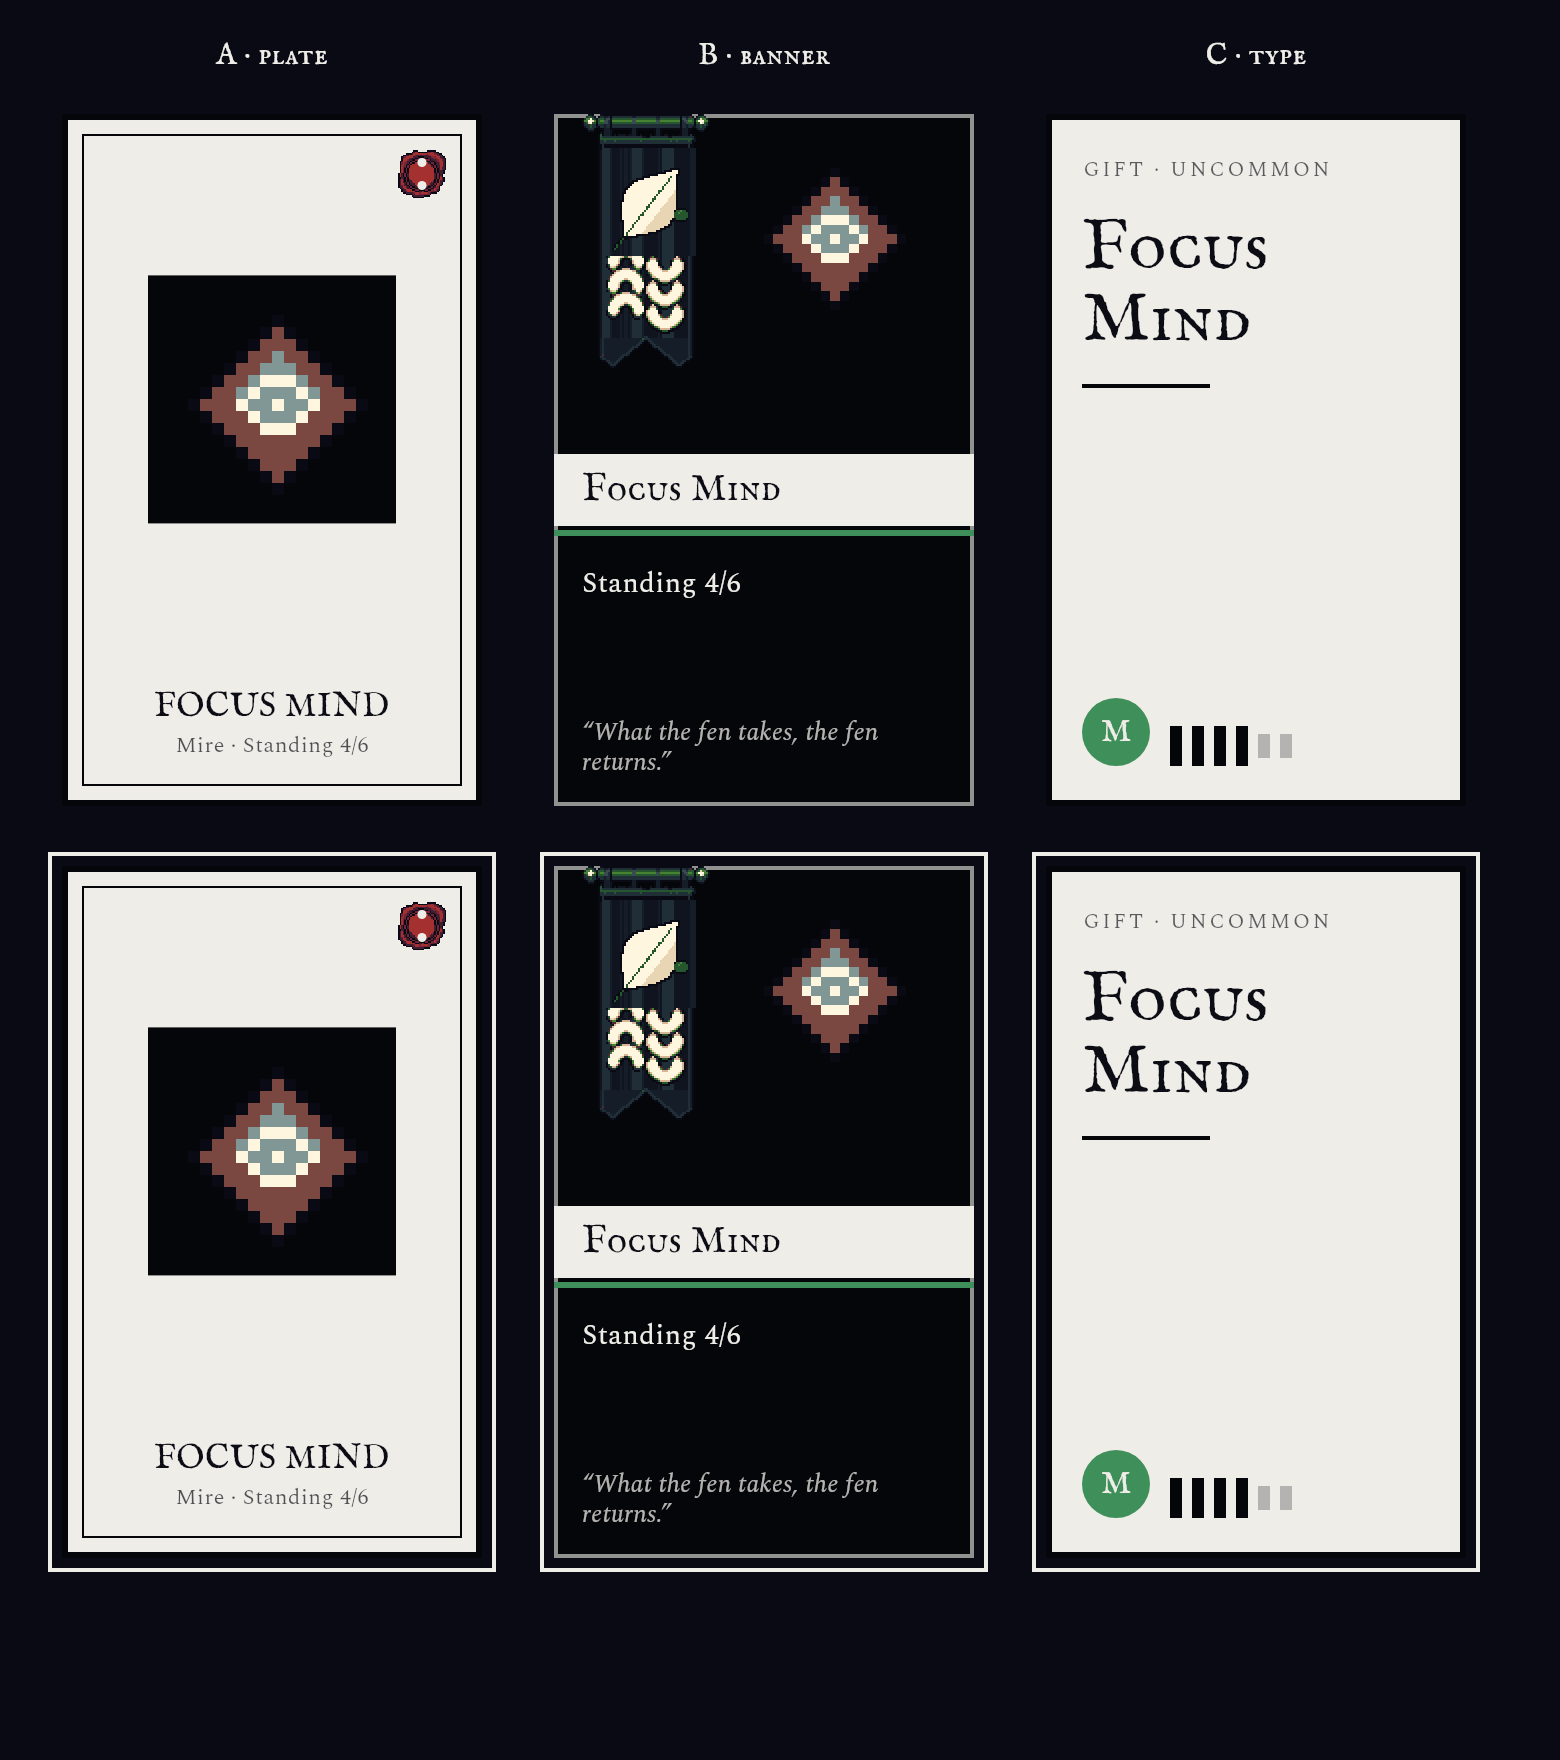 A · PLATE
B · BANNER
C · TYPE
FOCUS MIND
Mire · Standing 4/6
Focus Mind
Standing 4/6
“What the fen takes, the fen
returns.”
GIFT · UNCOMMON
Focus
Mind
M
FOCUS MIND
Mire · Standing 4/6
Focus Mind
Standing 4/6
“What the fen takes, the fen
returns.”
GIFT · UNCOMMON
Focus
Mind
M